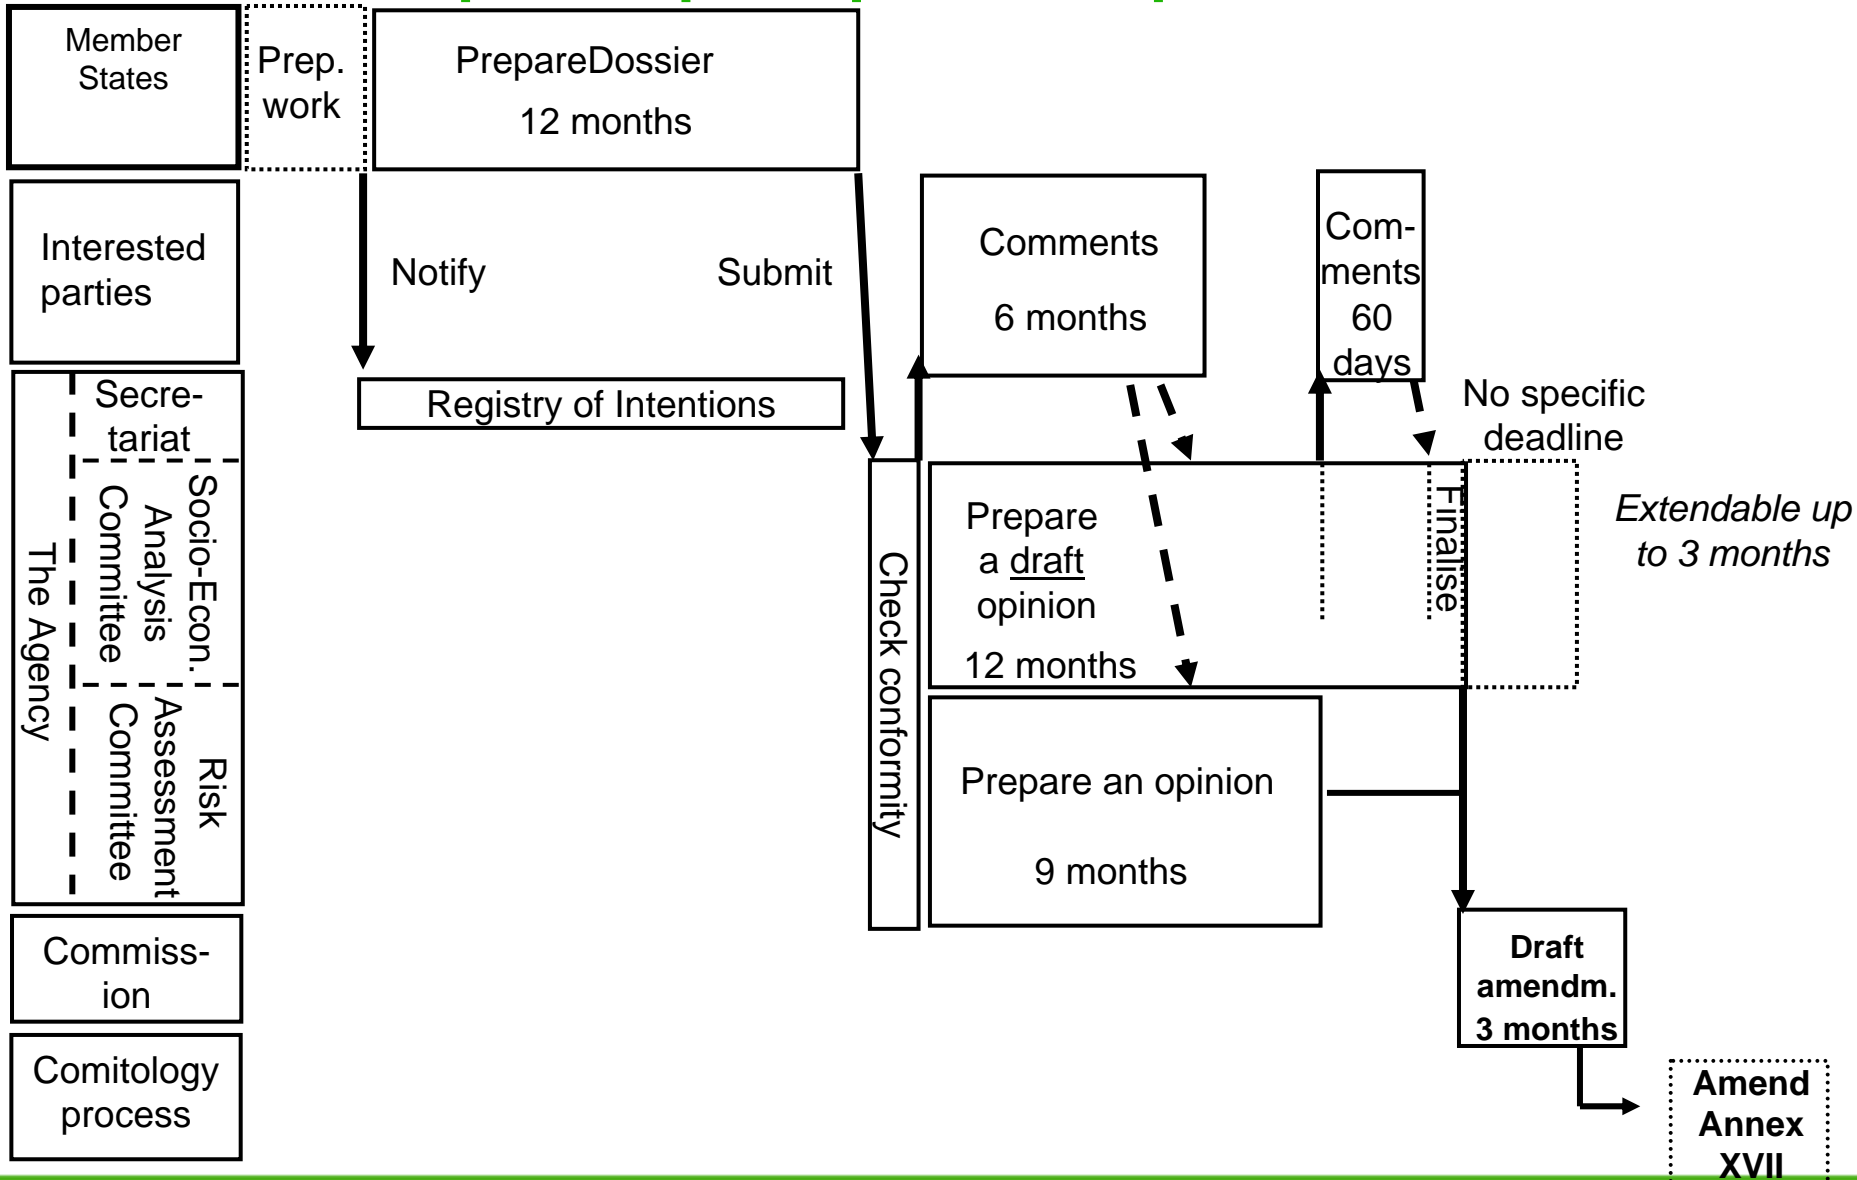 Member
States
Prep.
work
PrepareDossier
12 months
Interested
parties
Notify
Submit
Comments
6 months
Com-
ments
60
days
The Agency
Secre-
tariat
Registry of Intentions
No specific
deadline
Socio-Econ.
Analysis
Committee
Check conformity
Prepare
a draft
opinion
12 months
Finalise
Extendable up
to 3 months
Risk
Assessment
Committee
Prepare an opinion
9 months
Commiss-
ion
Draft
amendm.
3 months
Comitology
process
Amend
Annex
XVII